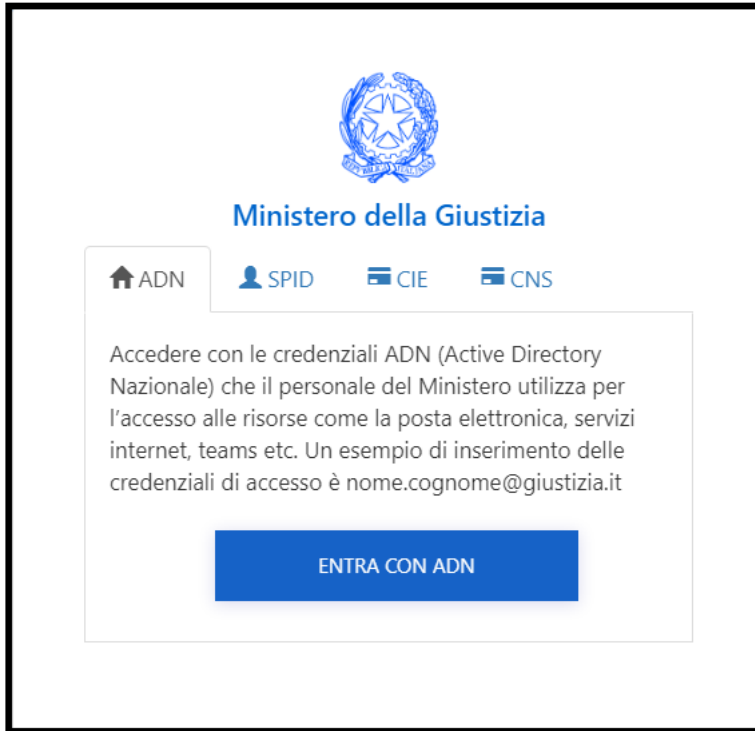 REPVBBLICA ITALIANA
Ministero della Giustizia
ADN SPID CIE CNS
Accedere con le credenziali ADN (Active Directory
Nazionale) che il personale del Ministero utilizza per
l'accesso alle risorse come la posta elettronica, servizi
internet, teams etc. Un esempio di inserimento delle
credenziali di accesso è nome.cognome@giustizia.it
ENTRA CON ADN